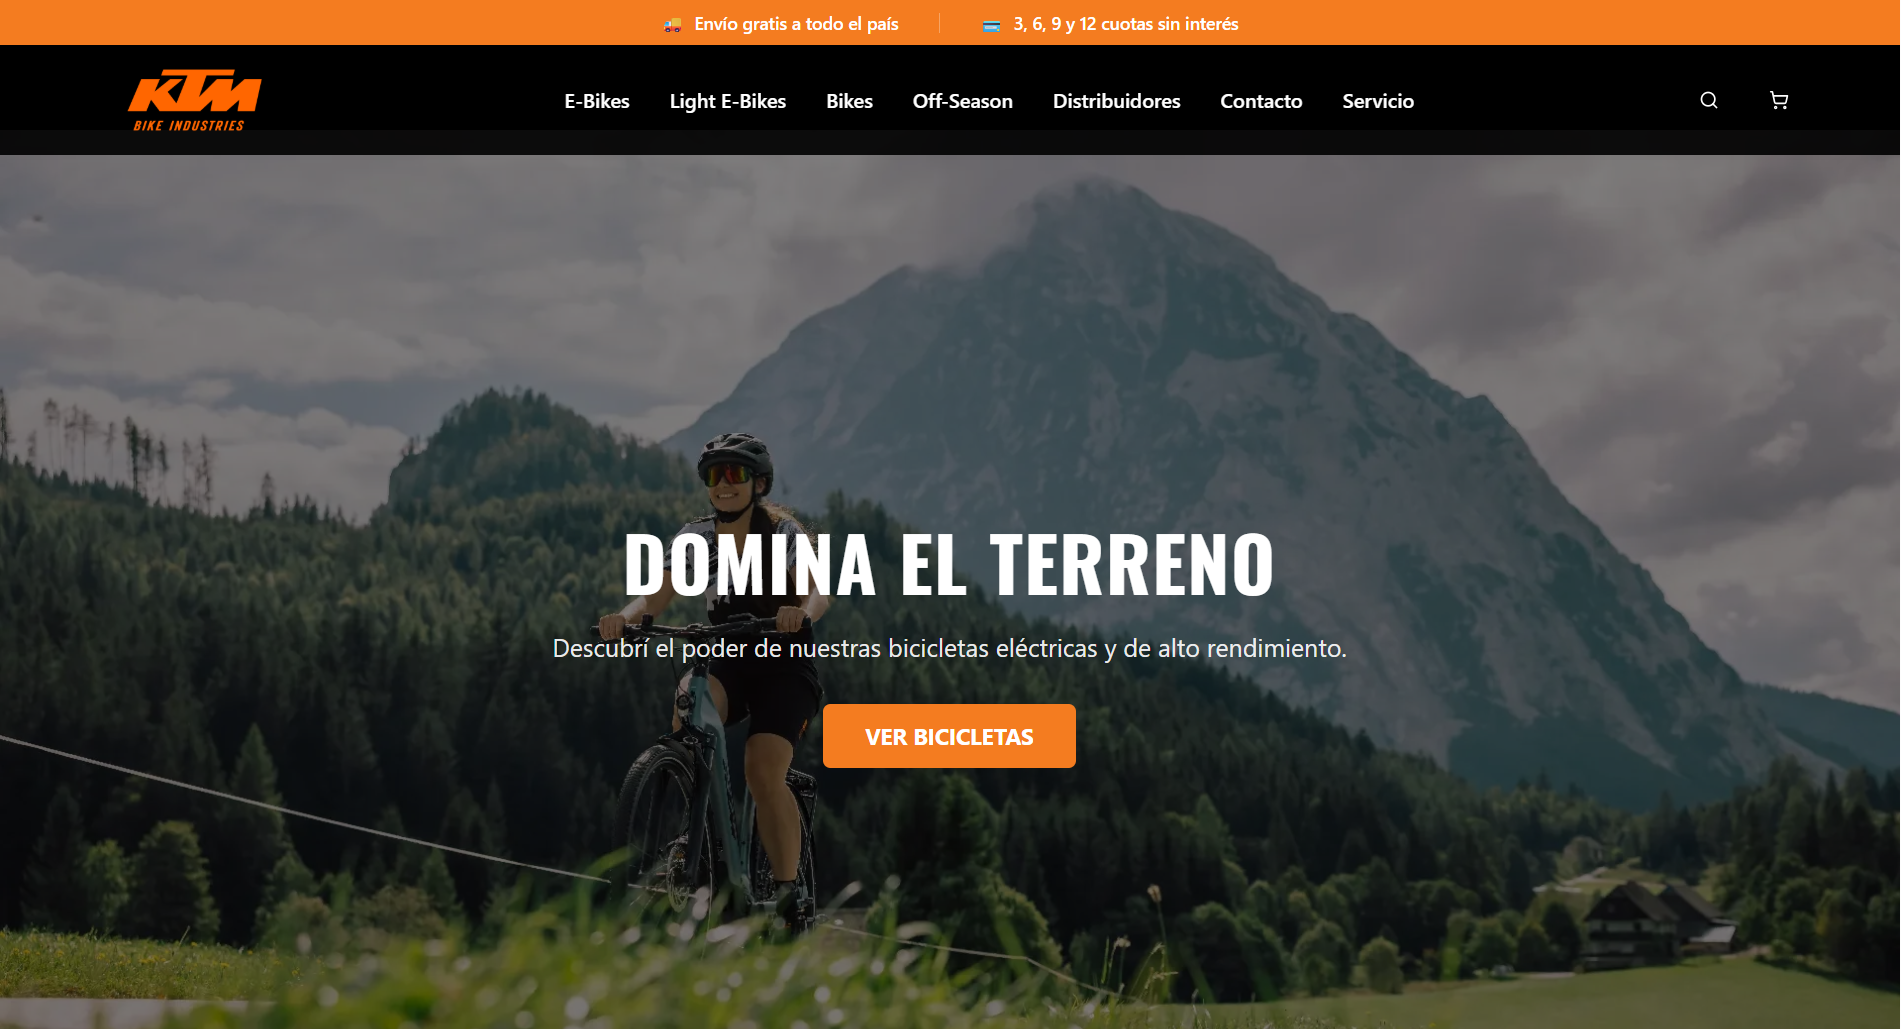 Envío gratis a todo el país
3, 6, 9 y 12 cuotas sin interés
KTM
BIKE INDUSTRIES
E-Bikes
Light E-Bikes
Bikes
Off-Season
Distribuidores
Contacto
Servicio
DOMINA EL TERRENO
Descubrí el poder de nuestras bicicletas eléctricas y de alto rendimiento.
VER BICICLETAS